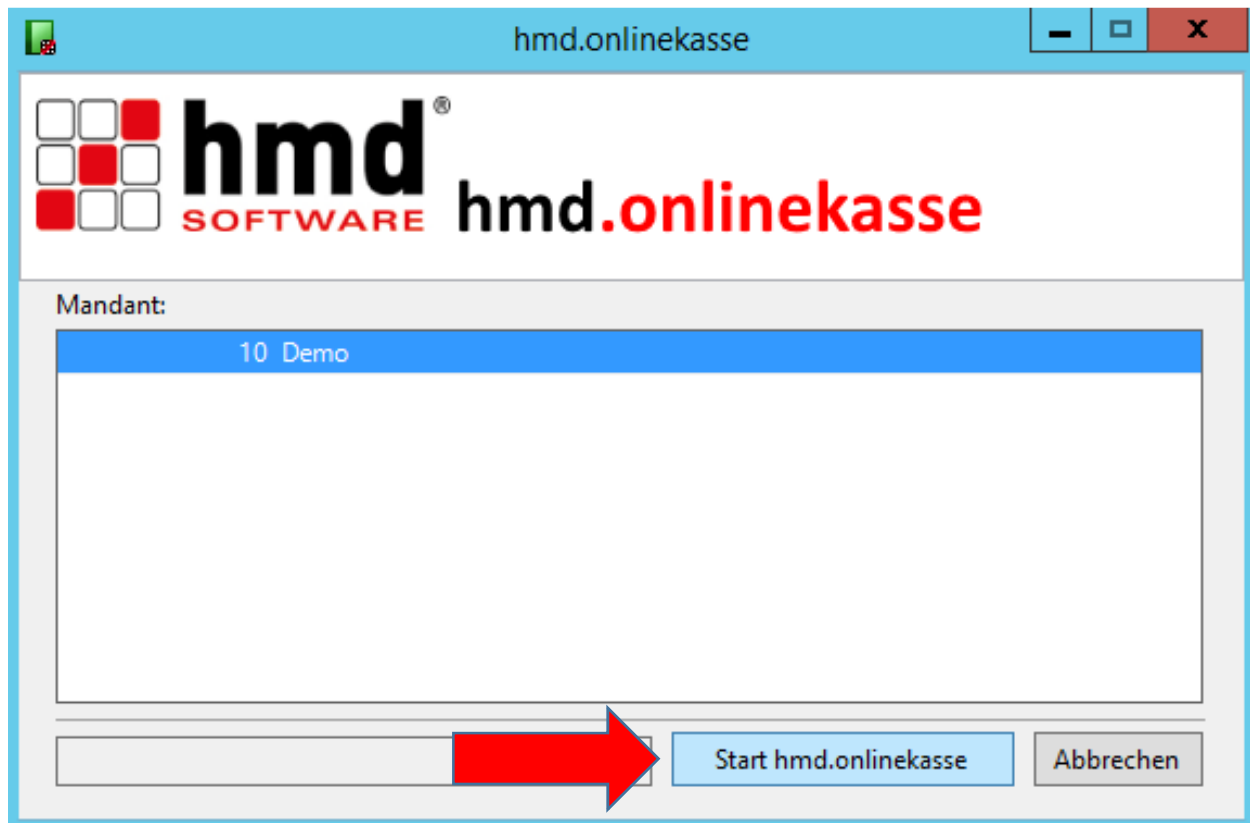 hmd.onlinekasse
hmd®
SOFTWARE
hmd.onlinekasse
Mandant:
10 Demo
Start hmd.onlinekasse
Abbrechen